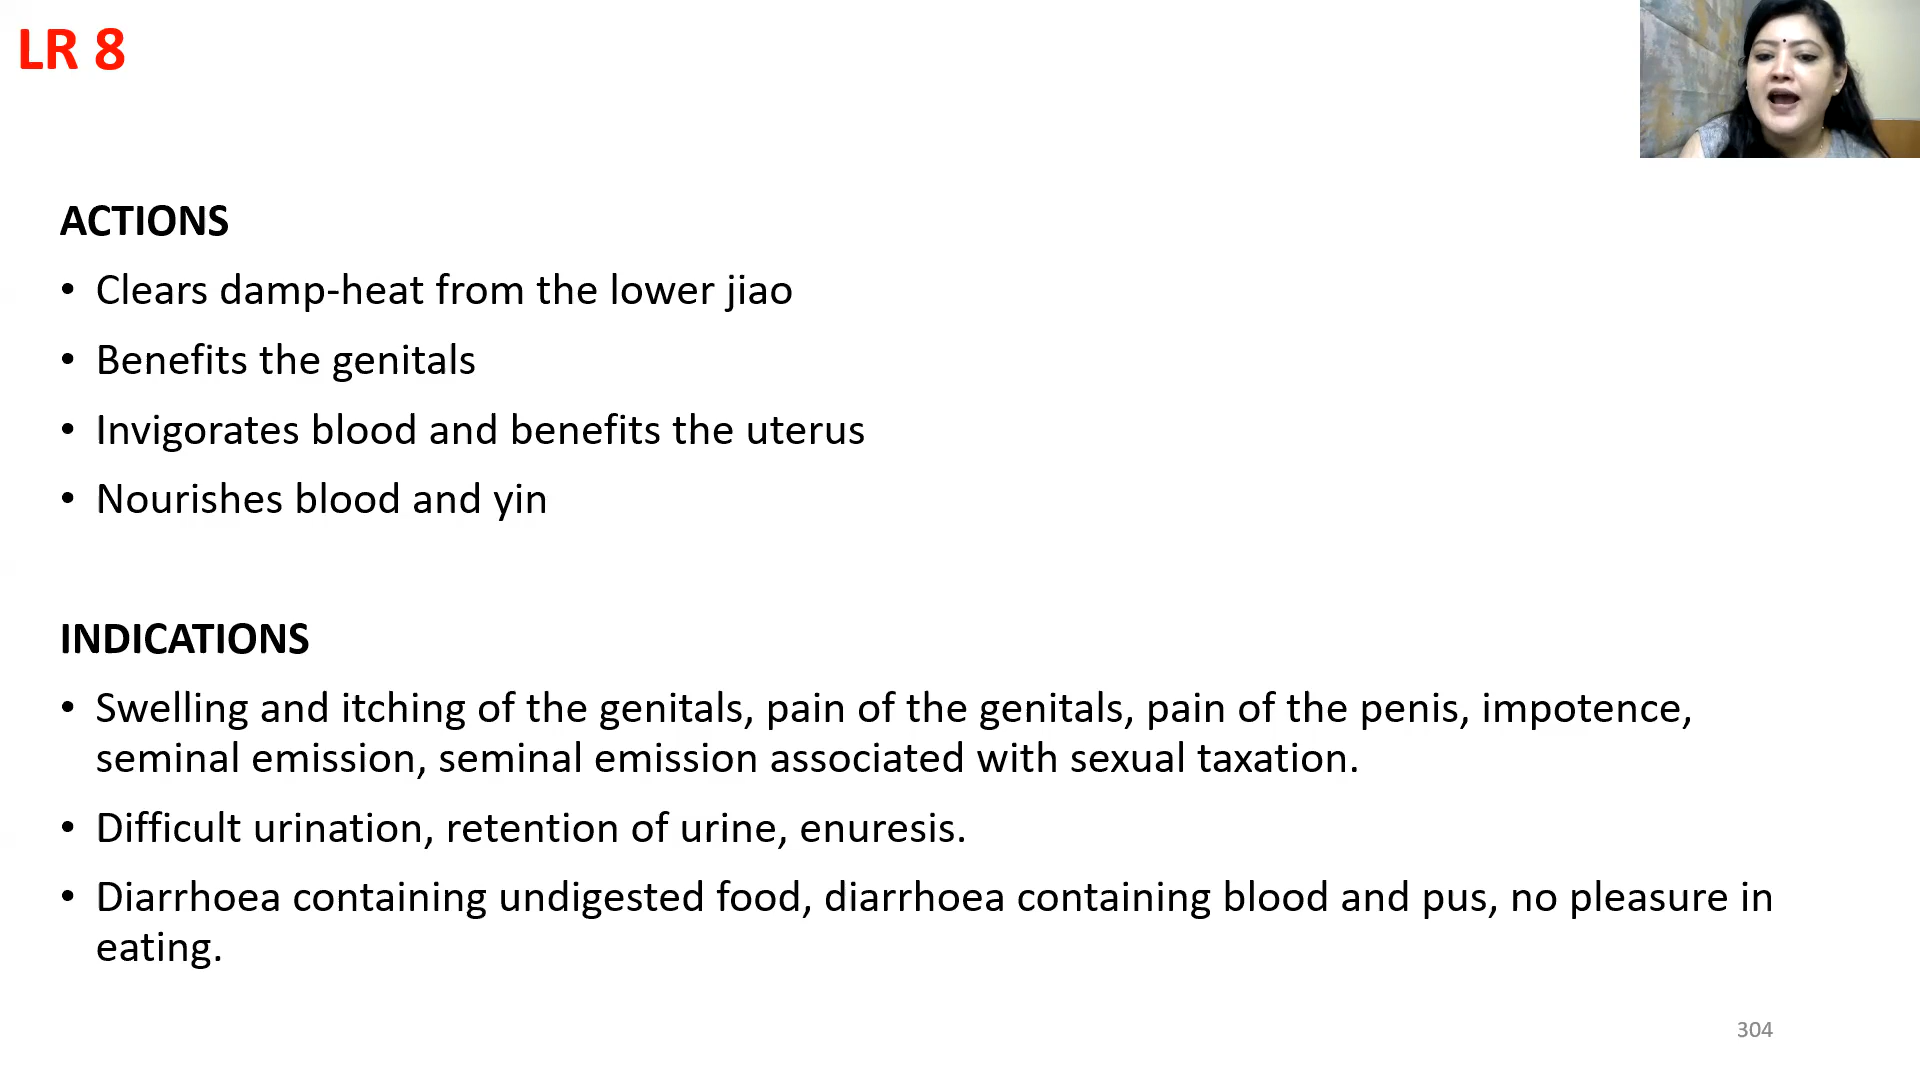 LR 8
ACTIONS
• Clears damp-heat from the lower jiao
• Benefits the genitals
• Invigorates blood and benefits the uterus
• Nourishes blood and yin
INDICATIONS
• Swelling and itching of the genitals, pain of the genitals, pain of the penis, impotence,
seminal emission, seminal emission associated with sexual taxation.
• Difficult urination, retention of urine, enuresis.
• Diarrhoea containing undigested food, diarrhoea containing blood and pus, no pleasure in
eating.
304